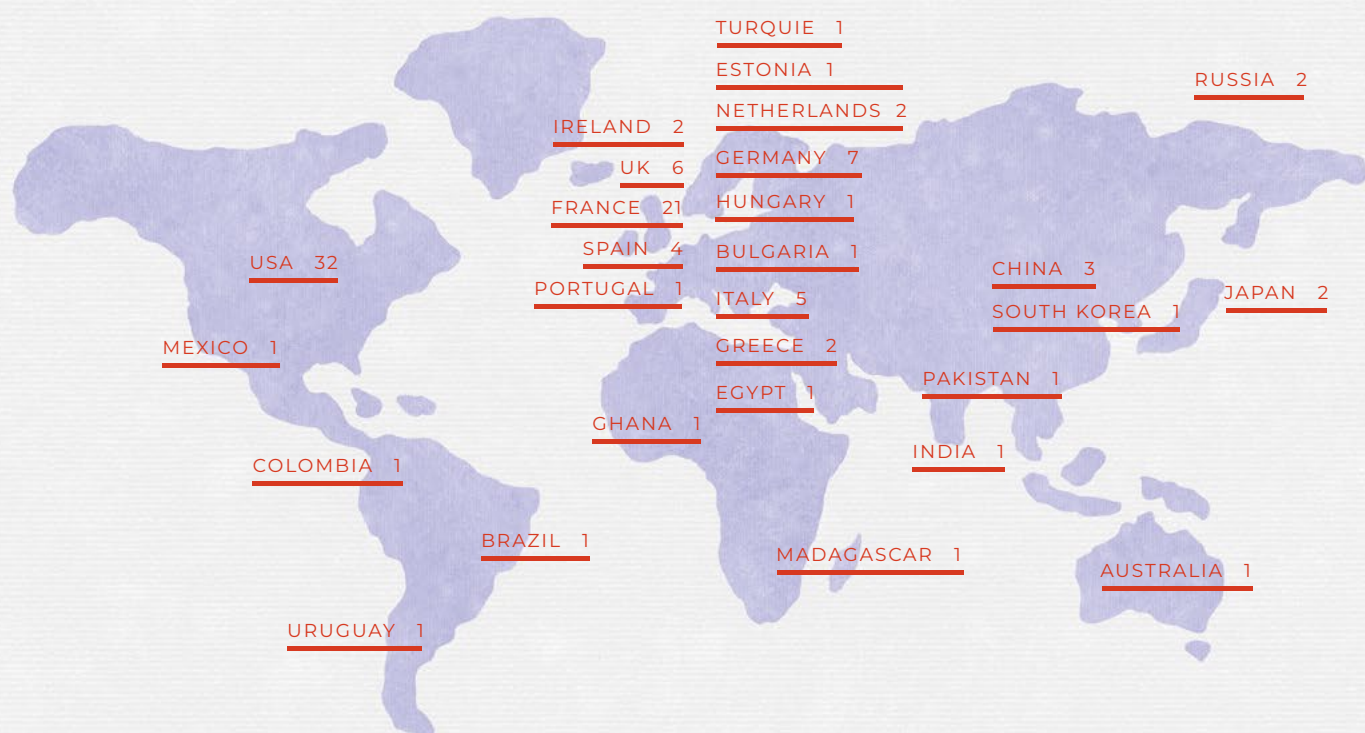 TURQUIE 1
ESTONIA 1
RUSSIA 2
NETHERLANDS 2
IRELAND 2
GERMANY 7
UK 6
HUNGARY 1
FRANCE 21
SPAIN 4
BULGARIA 1
USA 32
CHINA 3
PORTUGAL 1
ITALY 5
JAPAN 2
SOUTH KOREA 1
MEXICO 1
GREECE 2
PAKISTAN 1
EGYPT 1
GHANA 1
INDIA 1
COLOMBIA 1
BRAZIL 1
MADAGASCAR 1
AUSTRALIA 1
URUGUAY 1